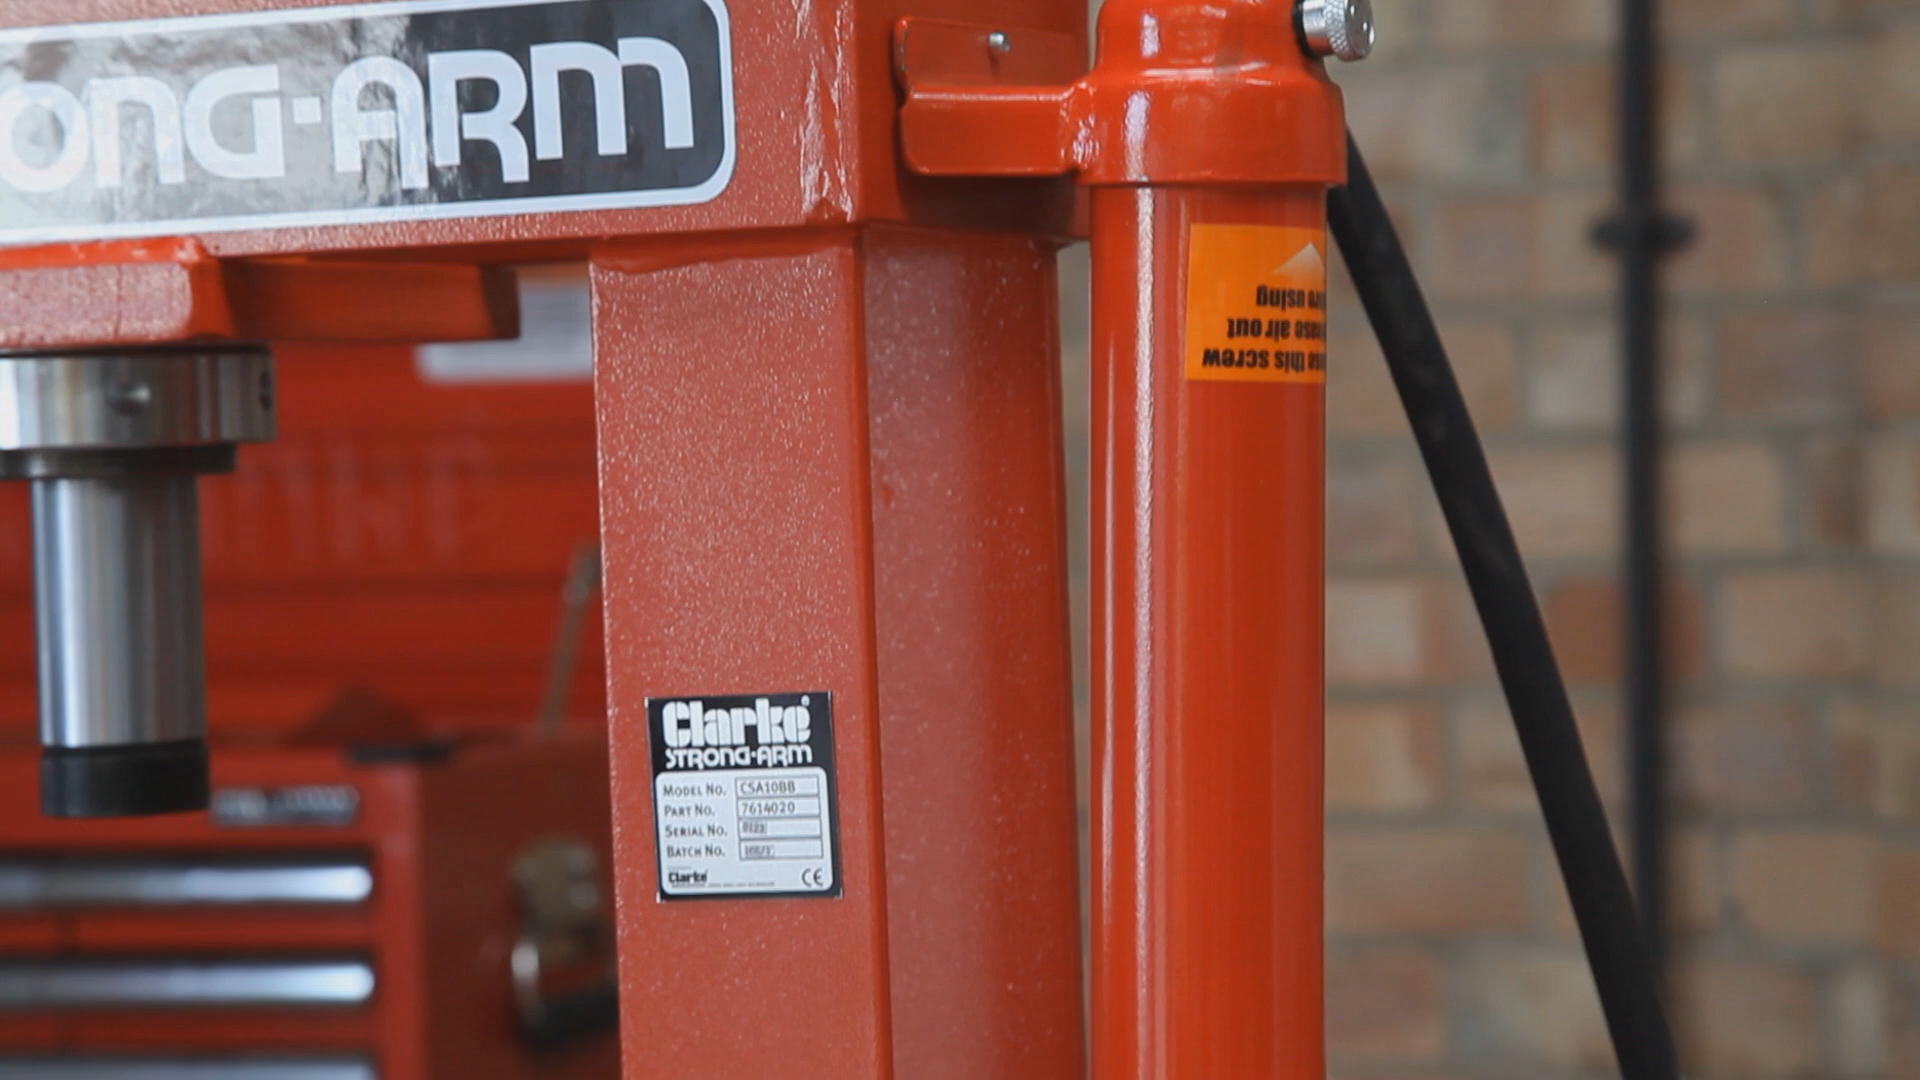 ONG·ARM
using
ease air out
this screw
Clarke
STRONG·ARM
MODEL NO. CSA10BB
PART NO. 7614020
SERIAL NO.
BATCH NO.
Clarke
CE